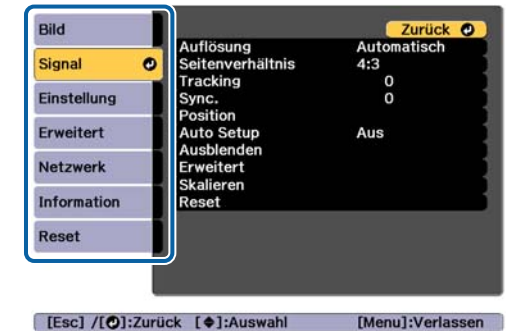 Bild
Signal
Einstellung
Erweitert
Netzwerk
Information
Reset
Zurück
Auflösung Automatisch
Seitenverhältnis 4:3
Tracking 0
Sync. 0
Position
Auto Setup Aus
Ausblenden
Erweitert
Skalieren
Reset
[Esc] /[ ]:Zurück [ ]:Auswahl [Menu]:Verlassen